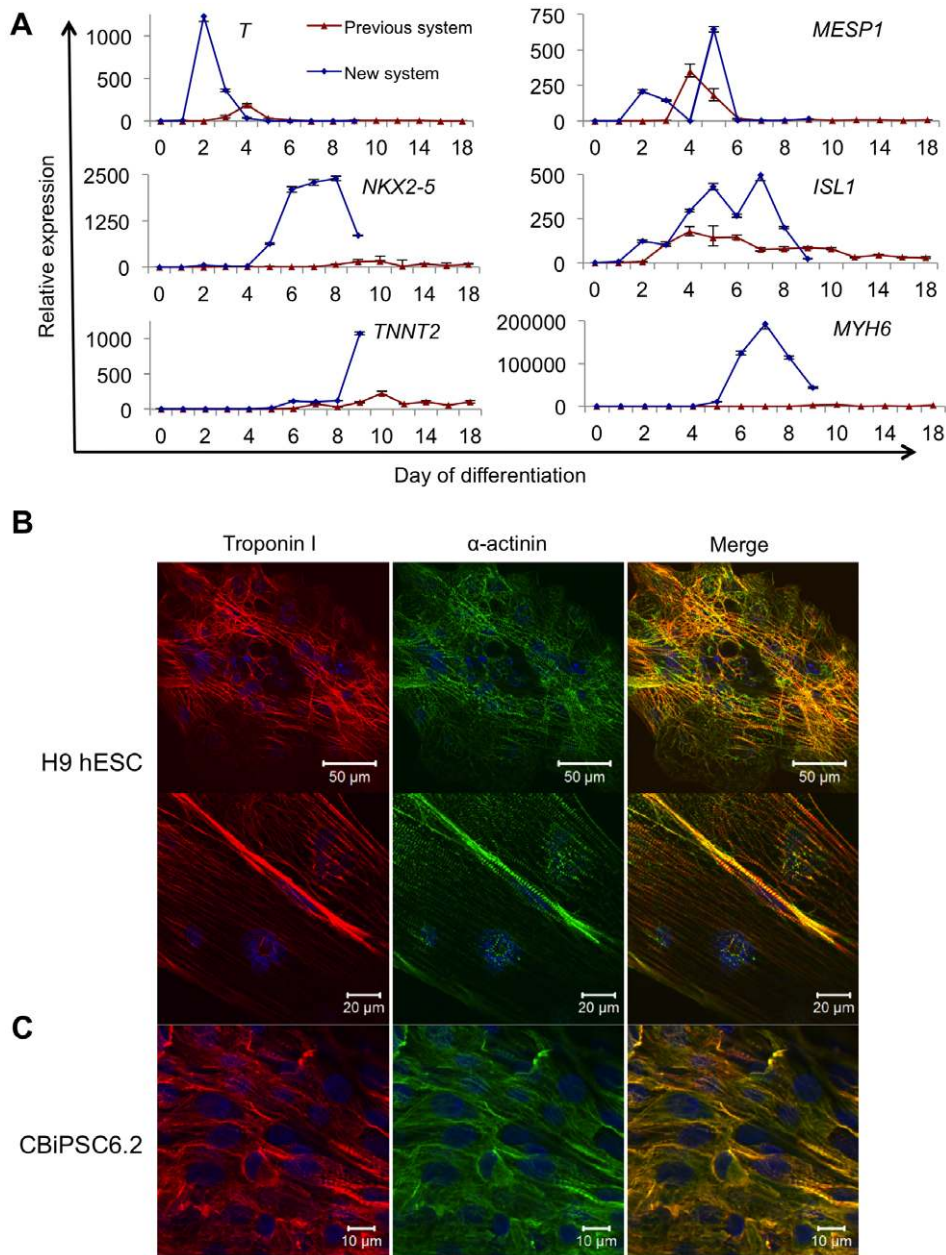 A
T
Previous system
New system
1000
500
0
0 2 4 6 8 10 14 18
MESP1
750
500
250
0
0 2 4 6 8 10 14 18
Relative expression
NKX2-5
2500
1250
0
0 2 4 6 8 10 14 18
ISL1
500
250
0
0 2 4 6 8 10 14 18
TNNT2
1000
500
0
0 2 4 6 8 10 14 18
MYH6
200000
100000
0
0 2 4 6 8 10 14 18
Day of differentiation
B
Troponin I
α-actinin
Merge
H9 hESC
50 µm
50 µm
50 µm
20 µm
20 µm
20 µm
C
CBiPSC6.2
10 µm
10 µm
10 µm